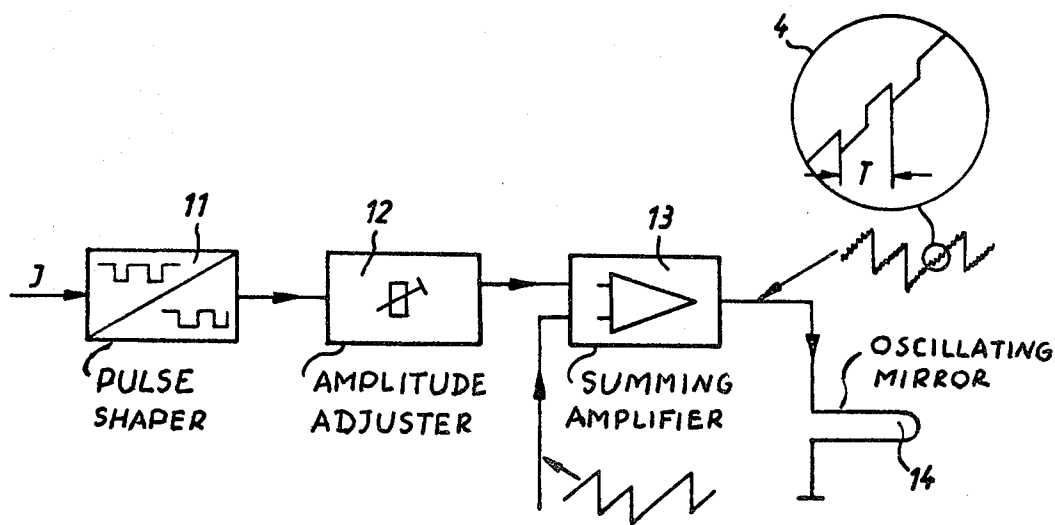 4
T
11
12
13
J
PULSE
SHAPER
AMPLITUDE
ADJUSTER
SUMMING
AMPLIFIER
OSCILLATING
MIRROR
14